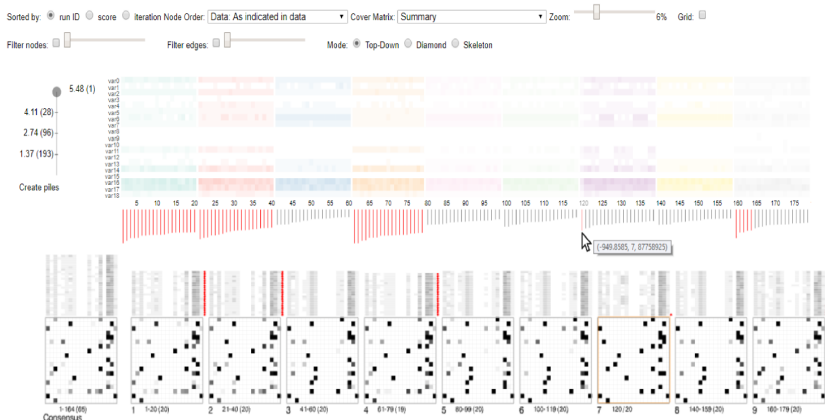 Sorted by: run ID score iteration Node Order: Data: As indicated in data Cover Matrix: Summary Zoom: 6% Grid:
Filter nodes: Filter edges: Mode: Top-Down Diamond Skeleton
5.48 (1)
4.11 (28)
2.74 (96)
1.37 (193)
Create piles
var0
var1
var2
var3
var4
var5
var6
var7
var8
var9
var10
var11
var12
var13
var14
var15
var16
var17
var18
5 10 15 20 25 30 35 40 45 50 55 60 65 70 75 80 85 90 95 100 105 110 115 120 125 130 135 140 145 150 155 160 165 170 175
(-949.8585, 7, 87758925)
1-164 (65) 1 1-20 (20) 2 21-40 (20) 3 41-60 (20) 4 61-79 (19) 5 80-99 (20) 6 100-119 (20) 7 120 /20 8 140-159 (20) 9 160-179 (20)
Consensus